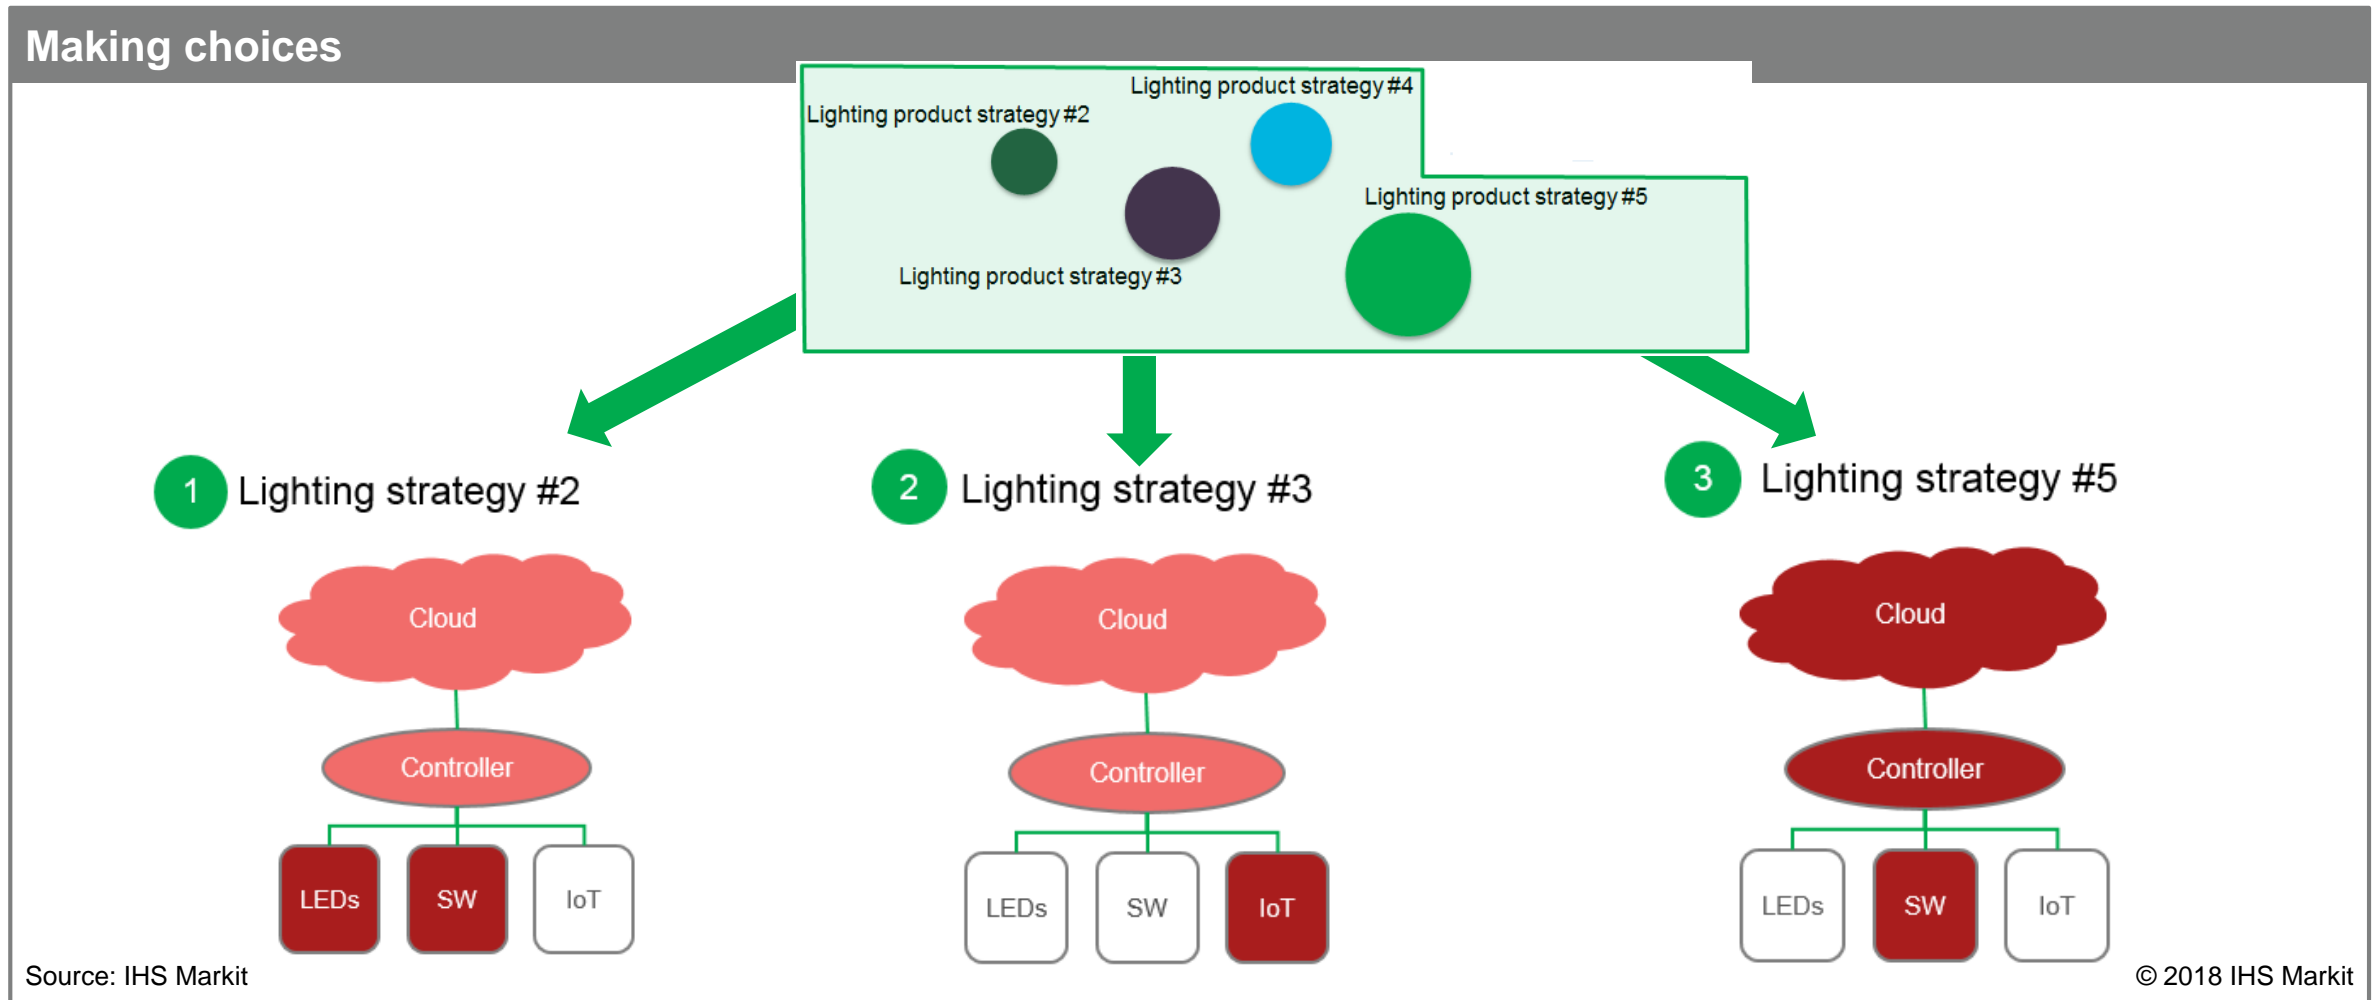 Making choices
Lighting product strategy #4
Lighting product strategy #2
Lighting product strategy #5
Lighting product strategy #3
1 Lighting strategy #2
Cloud
Controller
LEDs
SW
IoT
2 Lighting strategy #3
Cloud
Controller
LEDs
SW
IoT
3 Lighting strategy #5
Cloud
Controller
LEDs
SW
IoT
Source: IHS Markit
© 2018 IHS Markit